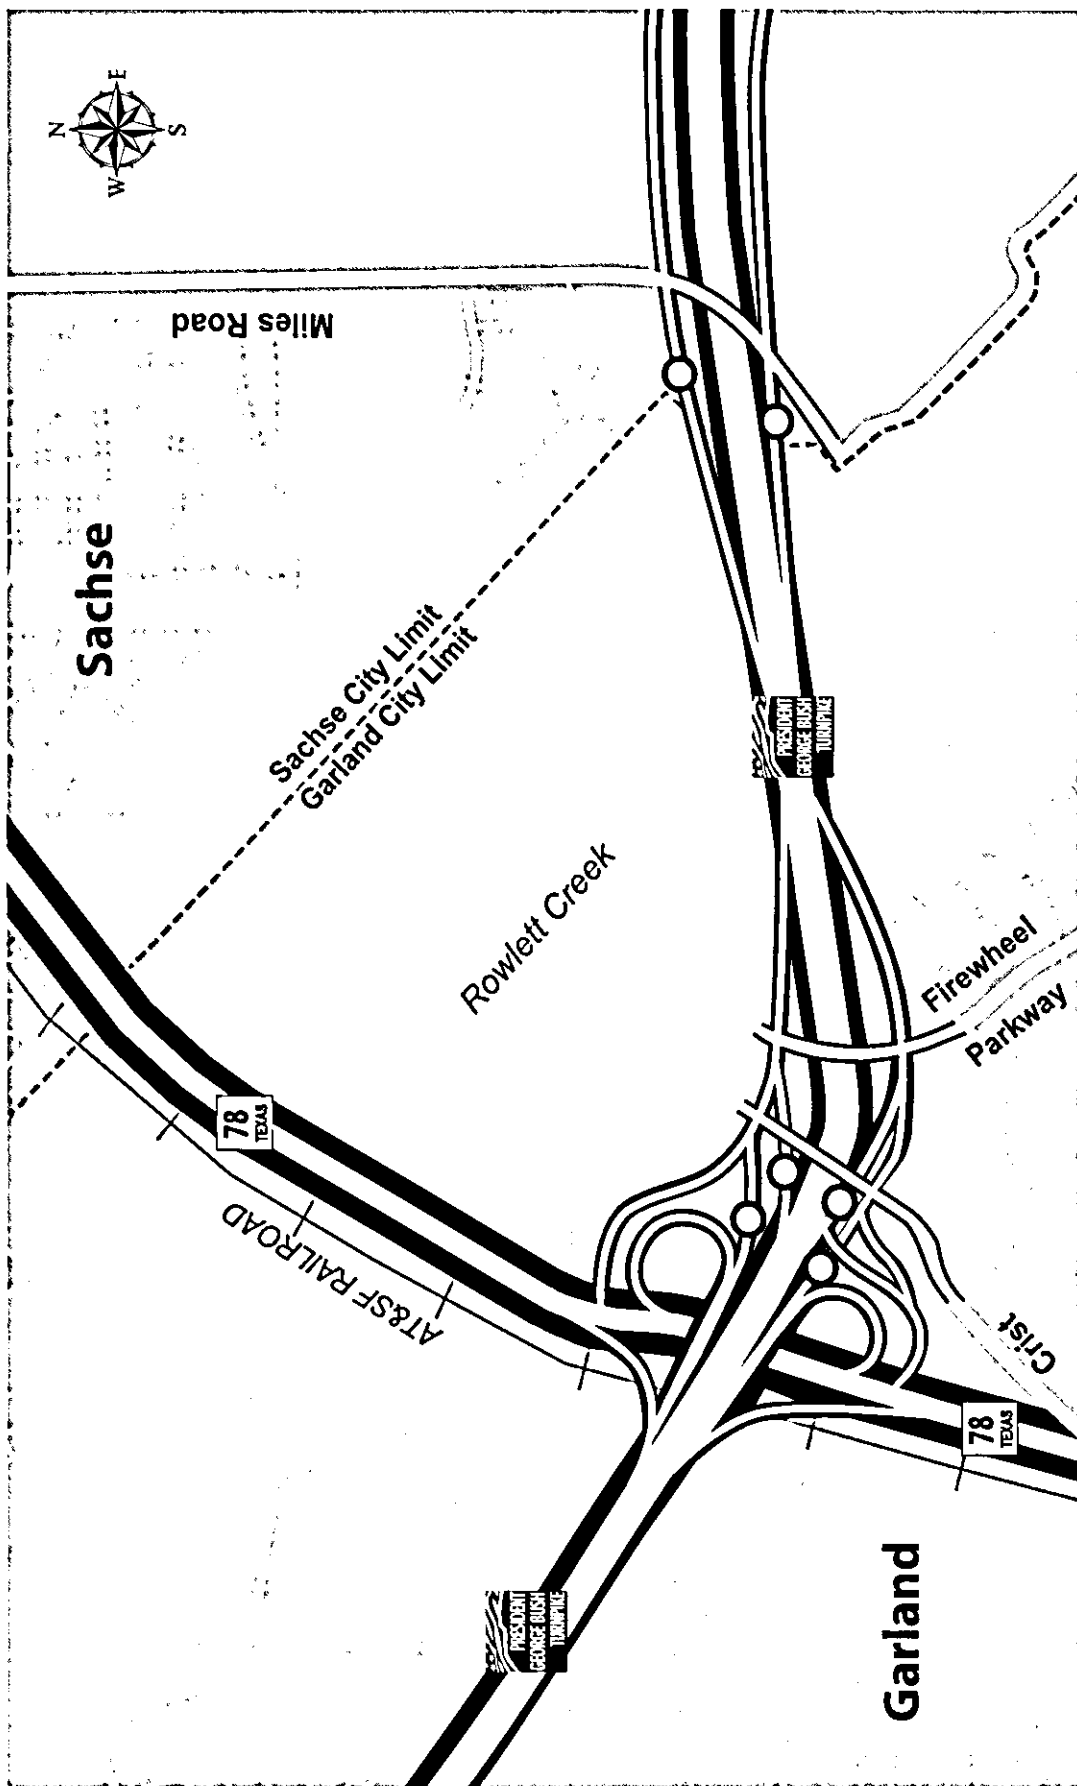 N
E
S
W
Miles Road
Sachse
Sachse City Limit
Garland City Limit
Rowlett Creek
78
TEXAS
AT&SF RAILROAD
PRESIDENT
GEORGE BUSH
TURNPIKE
Firewheel
Parkway
Crist
78
TEXAS
PRESIDENT
GEORGE BUSH
TURNPIKE
Garland